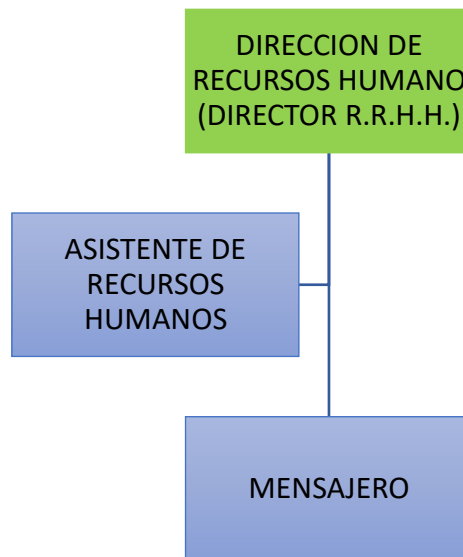 DIRECCION DE
RECURSOS HUMANO
(DIRECTOR R.R.H.H.)
ASISTENTE DE
RECURSOS
HUMANOS
MENSAJERO